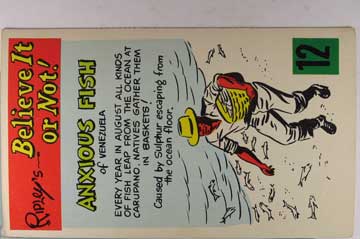 Ripley's---
Believe It
or Not!
ANXIOUS FISH
of VENEZUELA
EVERY YEAR IN AUGUST ALL KINDS
OF FISH LEAP FROM THE OCEAN AT
CARUPANO. NATIVES GATHER THEM
IN BASKETS!
Caused by Sulphur escaping from
the ocean floor.
12